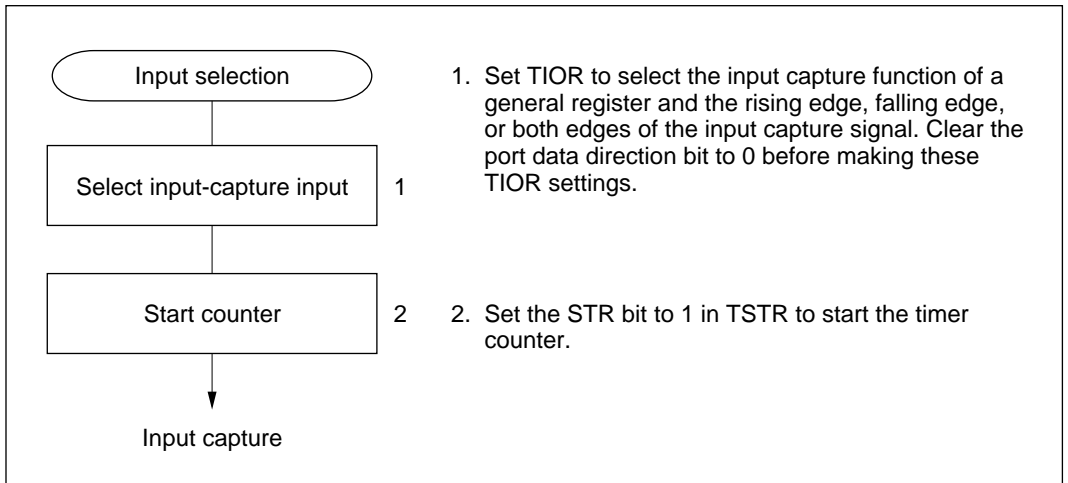 Input selection
Select input-capture input 1
Start counter 2
Input capture
1. Set TIOR to select the input capture function of a
general register and the rising edge, falling edge,
or both edges of the input capture signal. Clear the
port data direction bit to 0 before making these
TIOR settings.
2. Set the STR bit to 1 in TSTR to start the timer
counter.